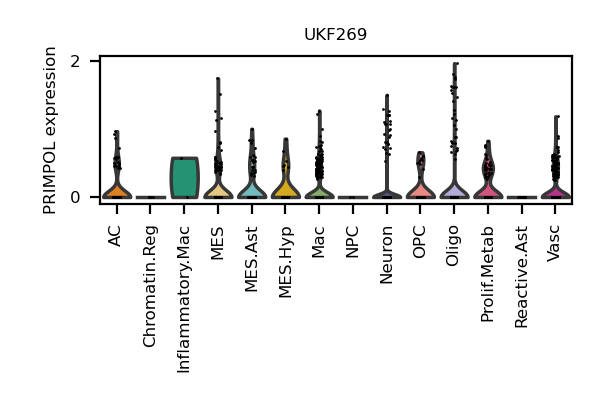 UKF269
PRIMPOL expression
2
0
AC
Chromatin.Reg
Inflammatory.Mac
MES
MES.Ast
MES.Hyp
Mac
NPC
Neuron
OPC
Oligo
Prolif.Metab
Reactive.Ast
Vasc